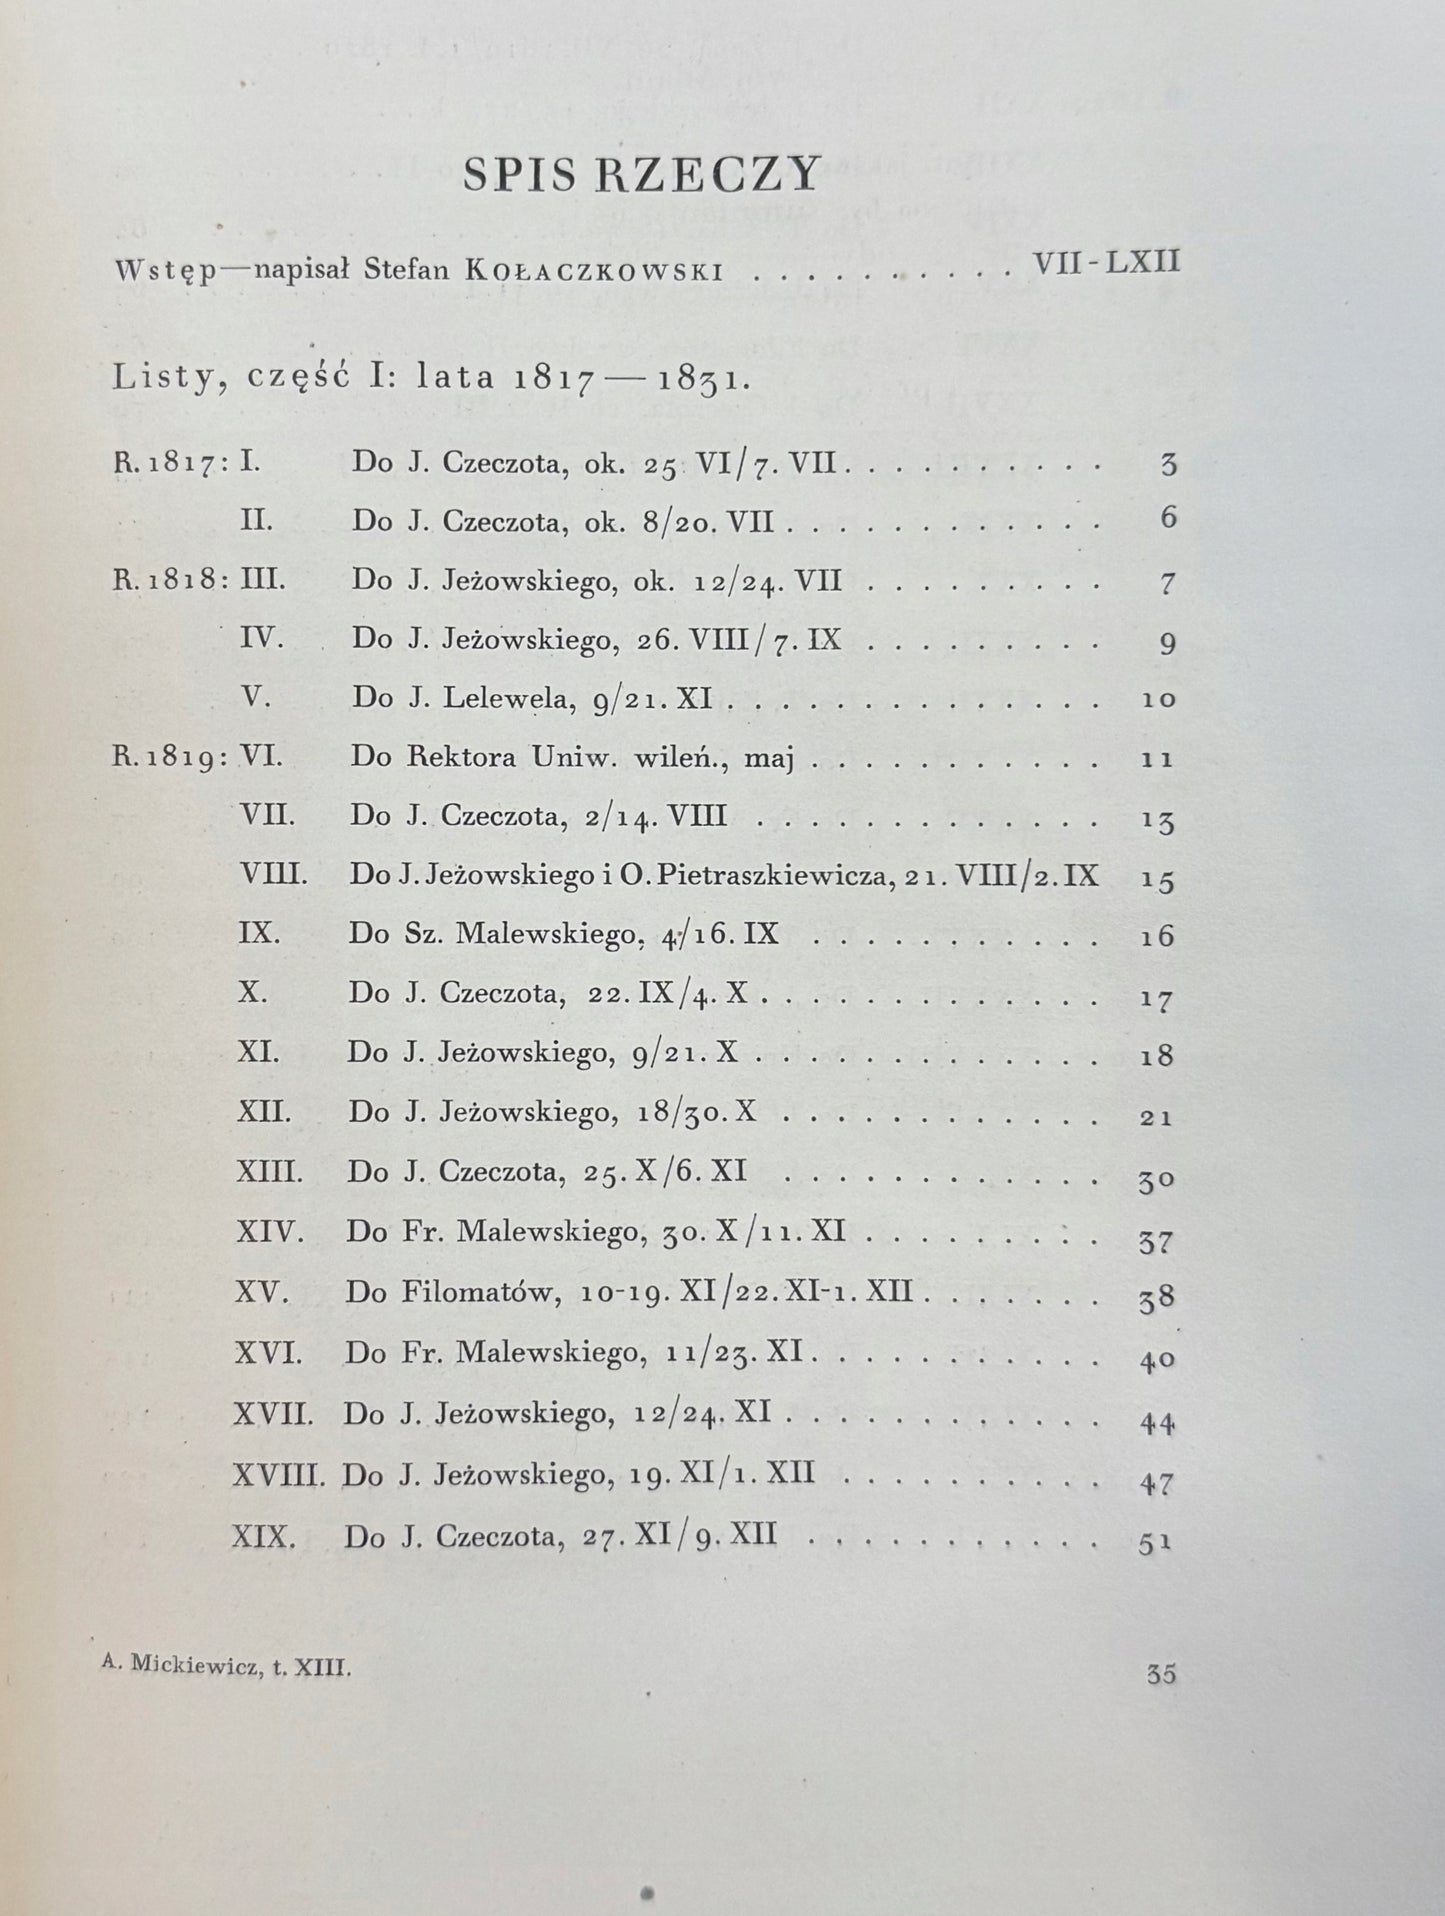 SPIS RZECZY
Wstęp—napisał Stefan KOŁACZKOWSKI . . . . . . . . . . VII-LXII
Listy, część I: lata 1817—1831.
R. 1817: I. Do J. Czeczota, ok. 25 VI/7. VII . . . . . . . . . . 3
II. Do J. Czeczota, ok. 8/20. VII . . . . . . . . . . . . 6
R. 1818: III. Do J. Jeżowskiego, ok. 12/24. VII . . . . . . . . . 7
IV. Do J. Jeżowskiego, 26. VIII/7. IX . . . . . . . . . 9
V. Do J. Lelewela, 9/21. XI . . . . . . . . . . . . . . 10
R. 1819: VI. Do Rektora Uniw. wileń., maj . . . . . . . . . . . 11
VII. Do J. Czeczota, 2/14. VIII . . . . . . . . . . . . . 13
VIII. Do J. Jeżowskiego i O. Pietraszkiewicza, 21. VIII/2. IX 15
IX. Do Sz. Malewskiego, 4/16. IX . . . . . . . . . . . 16
X. Do J. Czeczota, 22. IX/4. X . . . . . . . . . . . . . 17
XI. Do J. Jeżowskiego, 9/21. X . . . . . . . . . . . . . 18
XII. Do J. Jeżowskiego, 18/30. X . . . . . . . . . . . . 21
XIII. Do J. Czeczota, 25. X/6. XI . . . . . . . . . . . . 30
XIV. Do Fr. Malewskiego, 30. X/11. XI . . . . . . . . . 37
XV. Do Filomatów, 10-19. XI/22. XI-1. XII . . . . . . . 38
XVI. Do Fr. Malewskiego, 11/23. XI . . . . . . . . . . . 40
XVII. Do J. Jeżowskiego, 12/24. XI . . . . . . . . . . . . 44
XVIII. Do J. Jeżowskiego, 19. XI/1. XII . . . . . . . . . . 47
XIX. Do J. Czeczota, 27. XI/9. XII . . . . . . . . . . . 51
A. Mickiewicz, t. XIII. 35